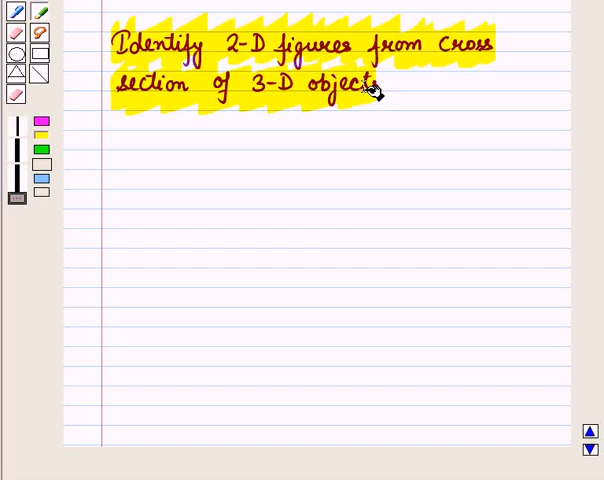 Identify 2-D figures from cross
section of 3-D objects